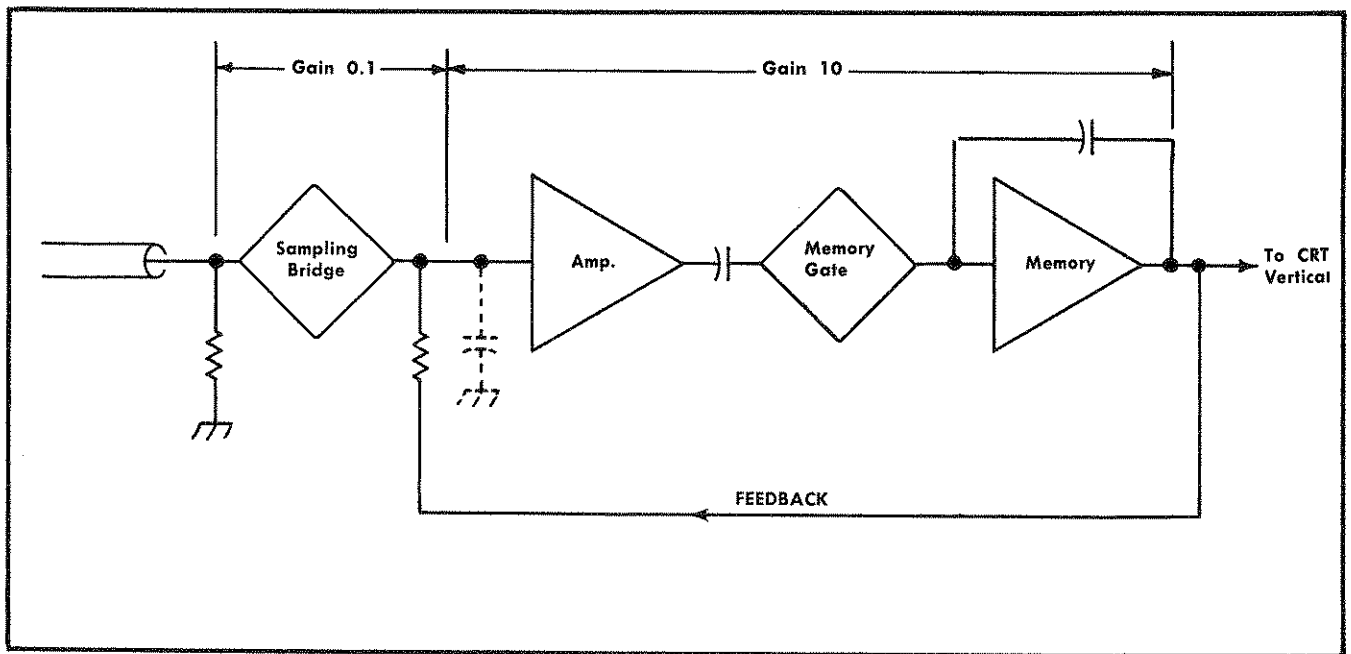 Gain 0.1
Gain 10
Sampling
Bridge
Amp.
Memory
Gate
Memory
To CRT
Vertical
FEEDBACK